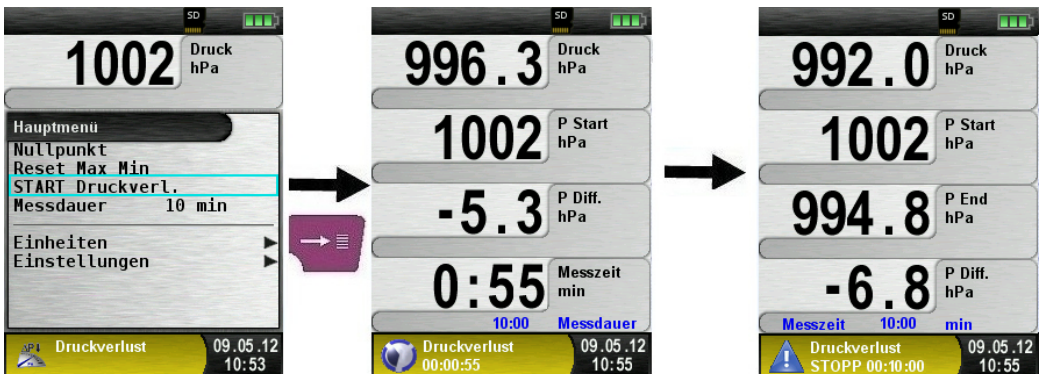 SD
1002 Druck
hPa
Hauptmenü
Nullpunkt
Reset Max Min
START Druckverl.
Messdauer 10 min
Einheiten
Einstellungen
ΔP↓
Druckverlust 09.05.12
10:53
SD
996.3 Druck
hPa
1002 P Start
hPa
-5.3 P Diff.
hPa
0:55 Messzeit
min
10:00 Messdauer
Druckverlust 09.05.12
00:00:55 10:55
SD
992.0 Druck
hPa
1002 P Start
hPa
994.8 P End
hPa
-6.8 P Diff.
hPa
Messzeit 10:00 min
Druckverlust 09.05.12
STOPP 00:10:00 10:55